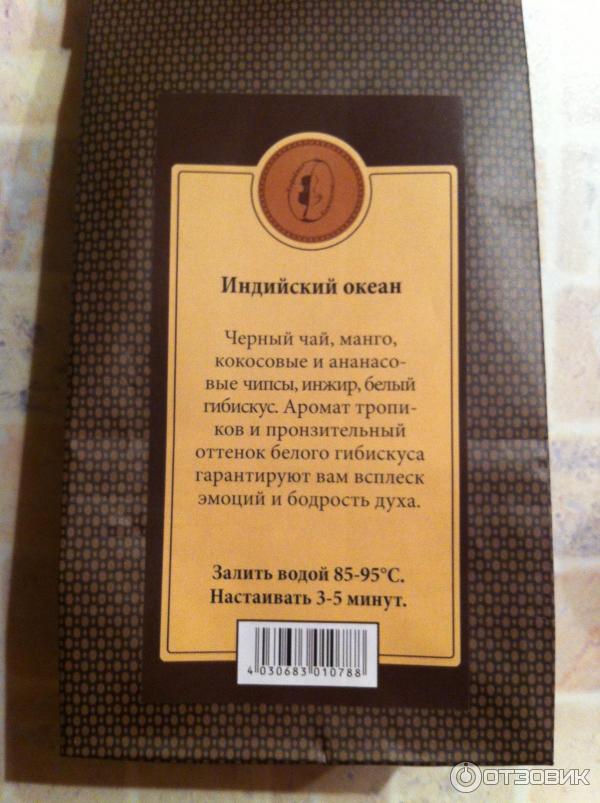 Индийский океан
Черный чай, манго,
кокосовые и ананасо-
вые чипсы, инжир, белый
гибискус. Аромат тропи-
ков и пронзительный
оттенок белого гибискуса
гарантируют вам всплеск
эмоций и бодрость духа.
Залить водой 85-95°С.
Настаивать 3-5 минут.
4 030683 010788
ОТЗОВИК